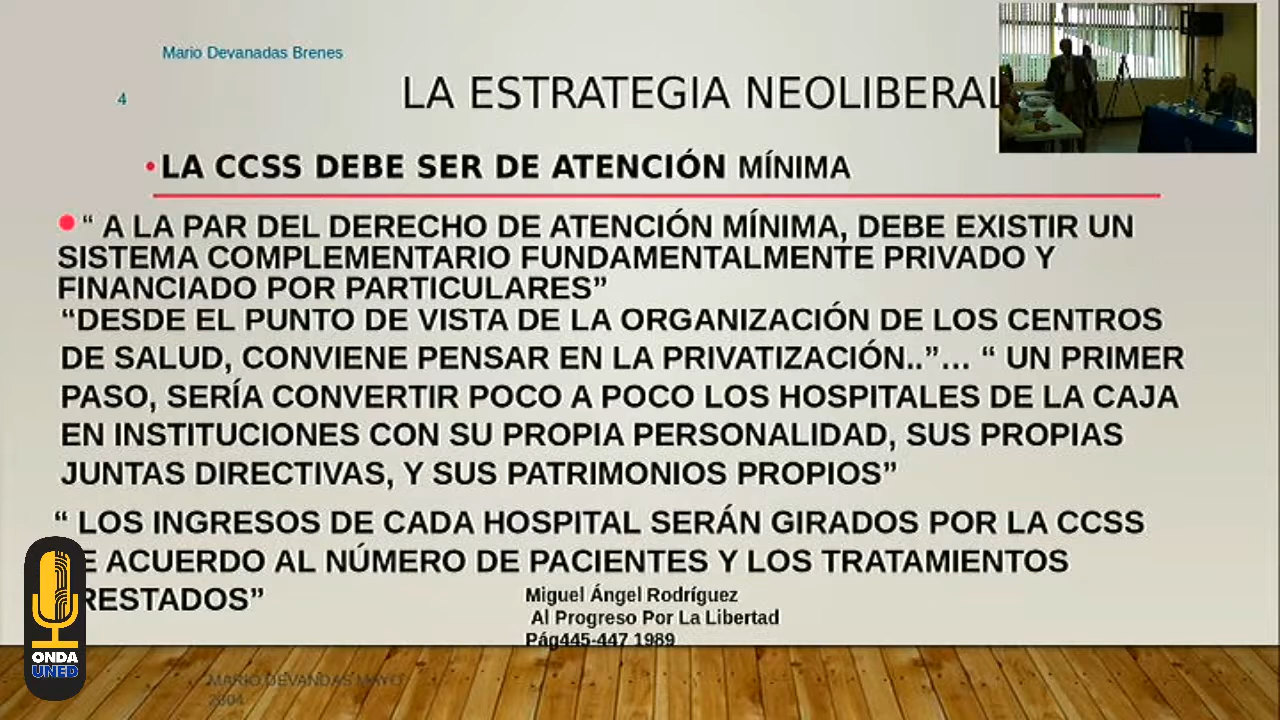 Mario Devanadas Brenes
4
LA ESTRATEGIA NEOLIBERAL
•LA CCSS DEBE SER DE ATENCIÓN MÍNIMA
•“ A LA PAR DEL DERECHO DE ATENCIÓN MÍNIMA, DEBE EXISTIR UN
SISTEMA COMPLEMENTARIO FUNDAMENTALMENTE PRIVADO Y
FINANCIADO POR PARTICULARES”
“DESDE EL PUNTO DE VISTA DE LA ORGANIZACIÓN DE LOS CENTROS
DE SALUD, CONVIENE PENSAR EN LA PRIVATIZACIÓN..”… “ UN PRIMER
PASO, SERÍA CONVERTIR POCO A POCO LOS HOSPITALES DE LA CAJA
EN INSTITUCIONES CON SU PROPIA PERSONALIDAD, SUS PROPIAS
JUNTAS DIRECTIVAS, Y SUS PATRIMONIOS PROPIOS”
“ LOS INGRESOS DE CADA HOSPITAL SERÁN GIRADOS POR LA CCSS
E ACUERDO AL NÚMERO DE PACIENTES Y LOS TRATAMIENTOS
RESTADOS”
Miguel Ángel Rodríguez
Al Progreso Por La Libertad
Pág445-447 1989
ONDA
UNED
MARIO DEVANDAS MAYO
2004